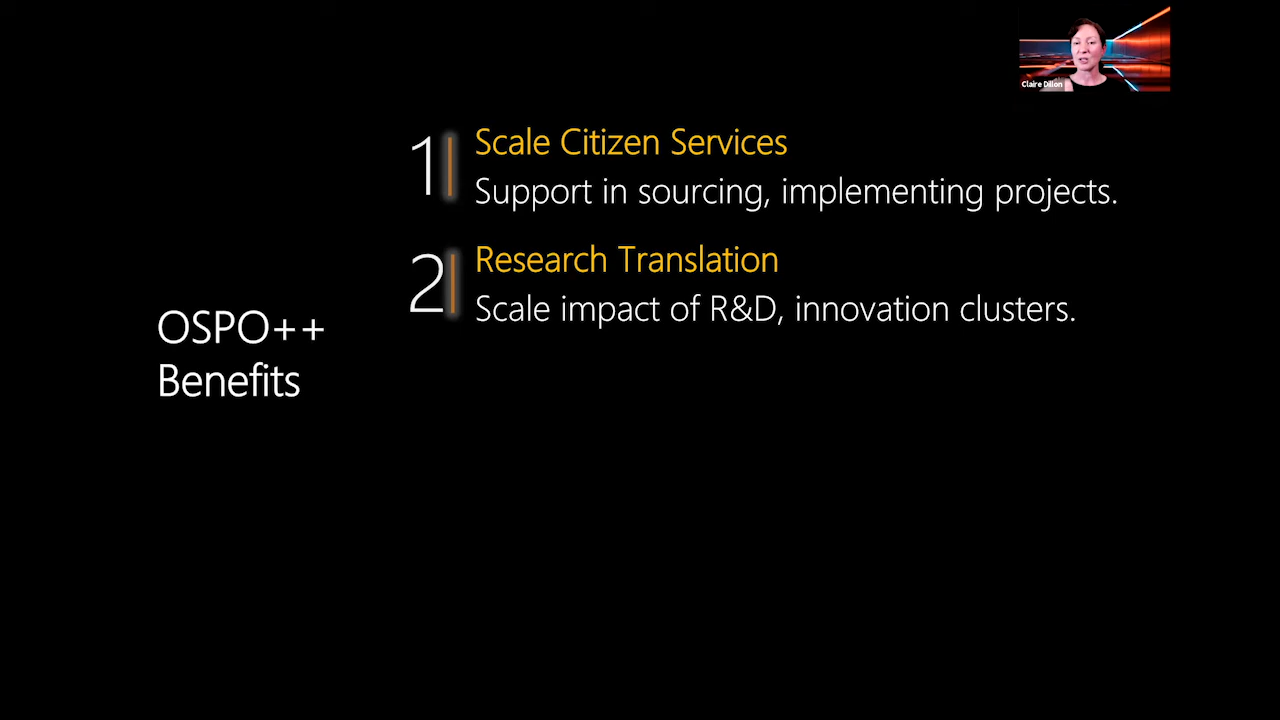 Claire Dillon
1
Scale Citizen Services
Support in sourcing, implementing projects.
2
Research Translation
Scale impact of R&D, innovation clusters.
OSPO++
Benefits